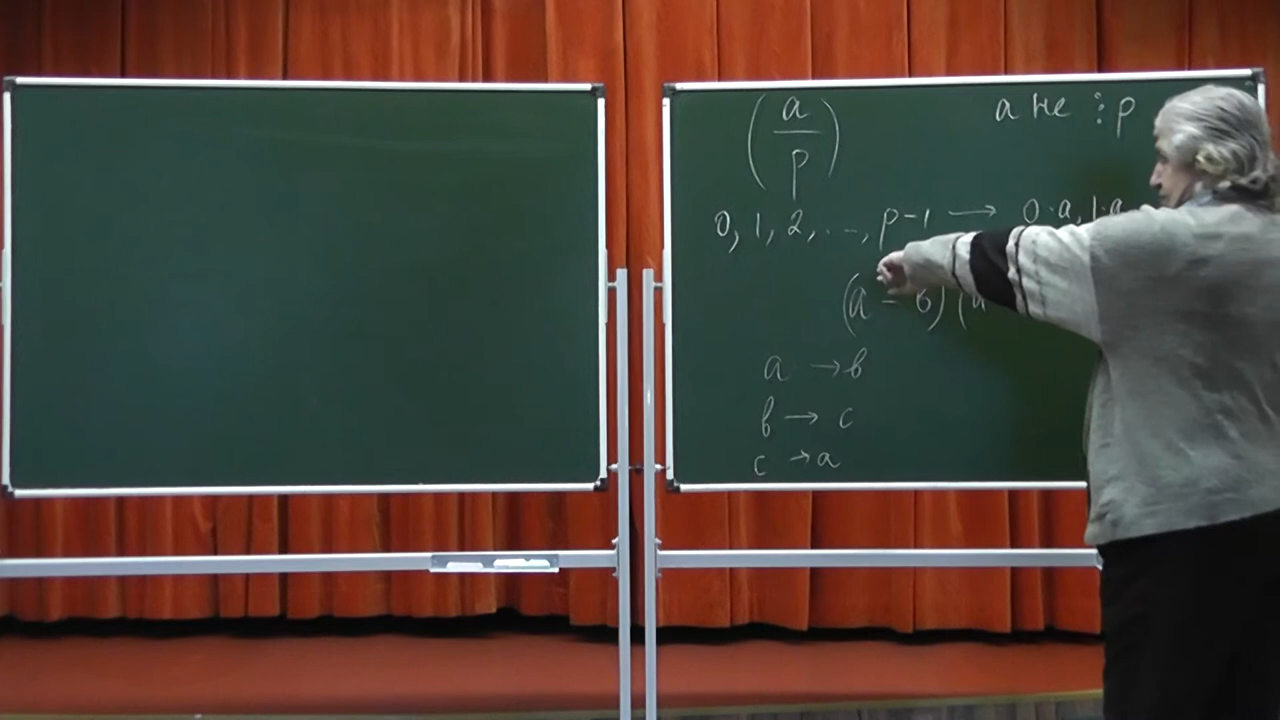 (a/p) a не ⋮ p
0, 1, 2, ..., p-1 → 0·a, 1·a
(a - b) (a
a → b
b → c
c → a